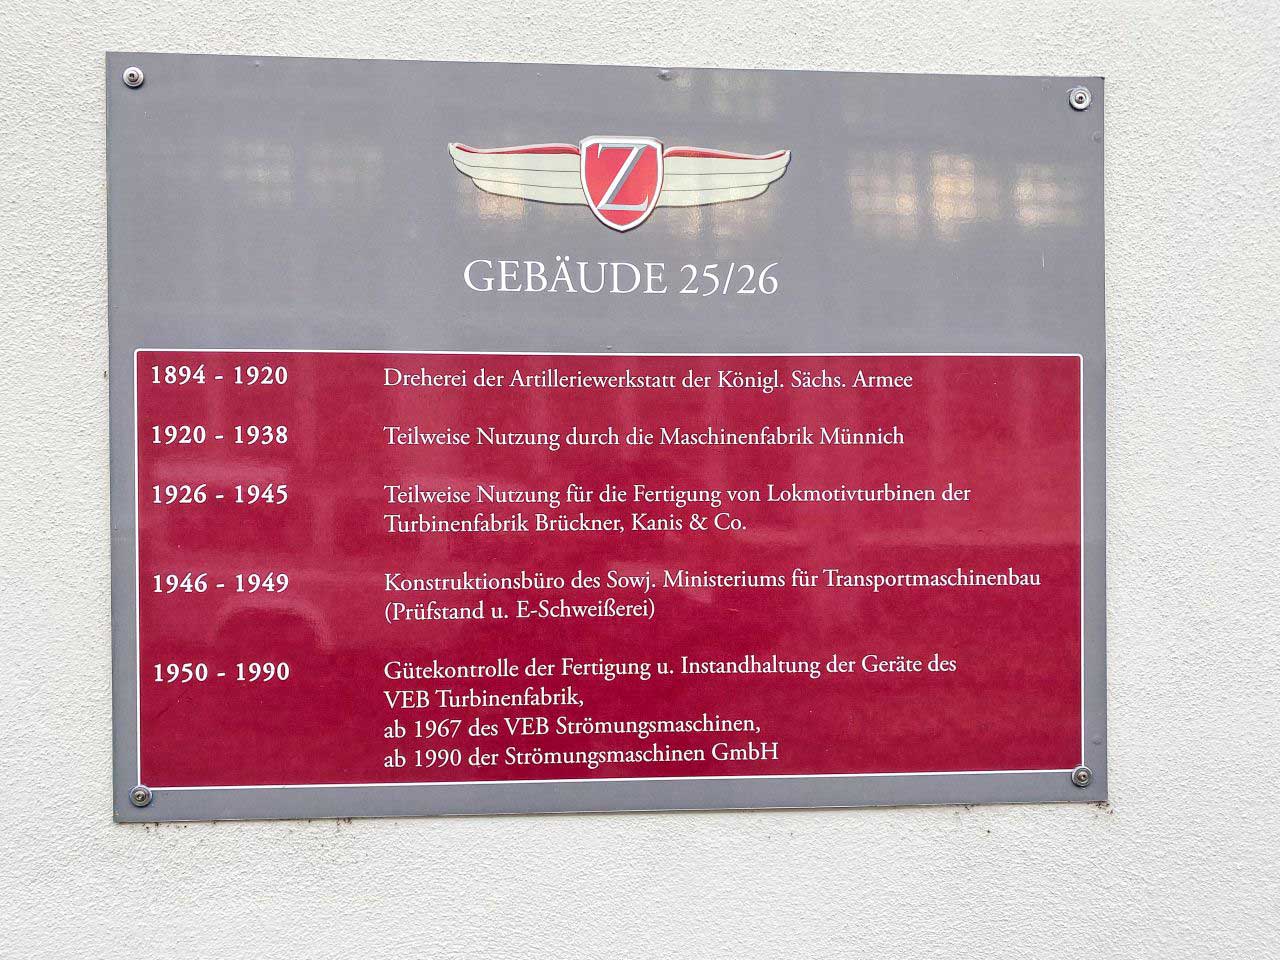 Z
GEBÄUDE 25/26
1894 - 1920 Dreherei der Artilleriewerkstatt der Königl. Sächs. Armee
1920 - 1938 Teilweise Nutzung durch die Maschinenfabrik Münnich
1926 - 1945 Teilweise Nutzung für die Fertigung von Lokmotivturbinen der
Turbinenfabrik Brückner, Kanis & Co.
1946 - 1949 Konstruktionsbüro des Sowj. Ministeriums für Transportmaschinenbau
(Prüfstand u. E-Schweißerei)
1950 - 1990 Gütekontrolle der Fertigung u. Instandhaltung der Geräte des
VEB Turbinenfabrik,
ab 1967 des VEB Strömungsmaschinen,
ab 1990 der Strömungsmaschinen GmbH